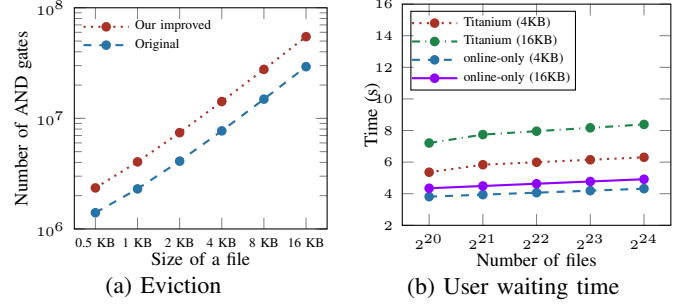 Number of AND gates
10^8
10^7
10^6
Our improved
Original
0.5 KB 1 KB 2 KB 4 KB 8 KB 16 KB
Size of a file
(a) Eviction
Time (s)
16
14
12
10
8
6
4
2
Titanium (4KB)
Titanium (16KB)
online-only (4KB)
online-only (16KB)
2^20 2^21 2^22 2^23 2^24
Number of files
(b) User waiting time